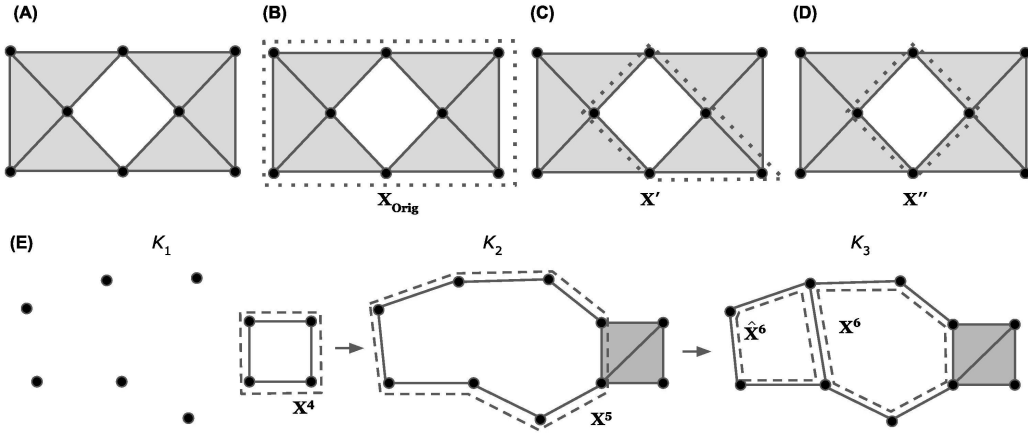 (A) (B) (C) (D)
X_Orig X′ X″
(E) K₁ K₂ K₃
X̂⁶ X⁶
X⁴ X⁵